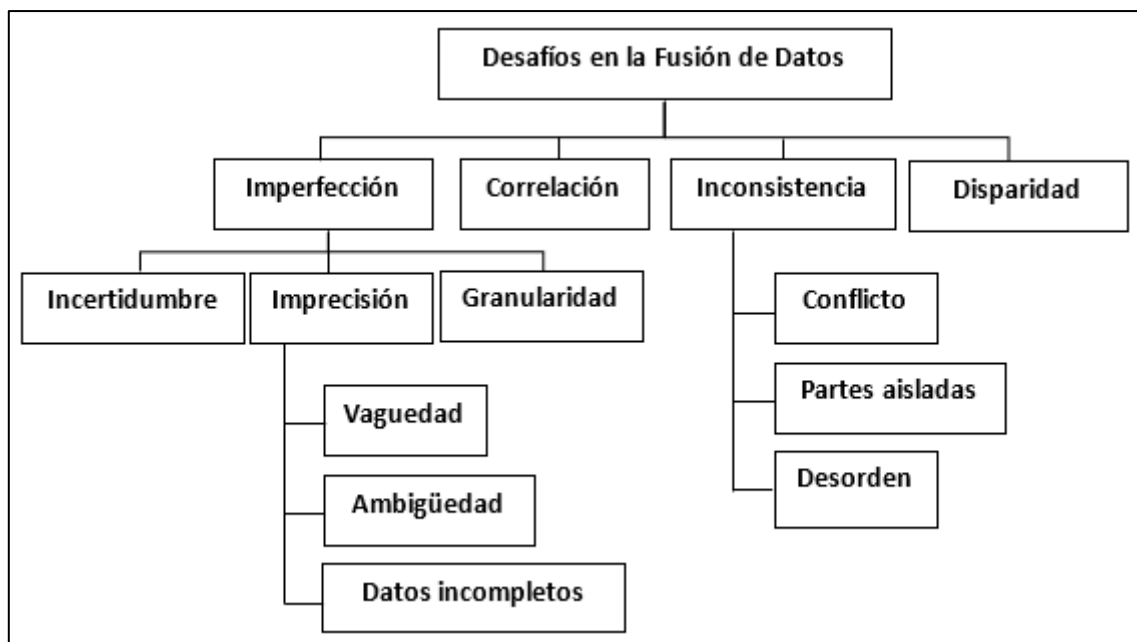 Desafíos en la Fusión de Datos
Imperfección
Correlación
Inconsistencia
Disparidad
Incertidumbre
Imprecisión
Granularidad
Conflicto
Partes aisladas
Desorden
Vaguedad
Ambigüedad
Datos incompletos